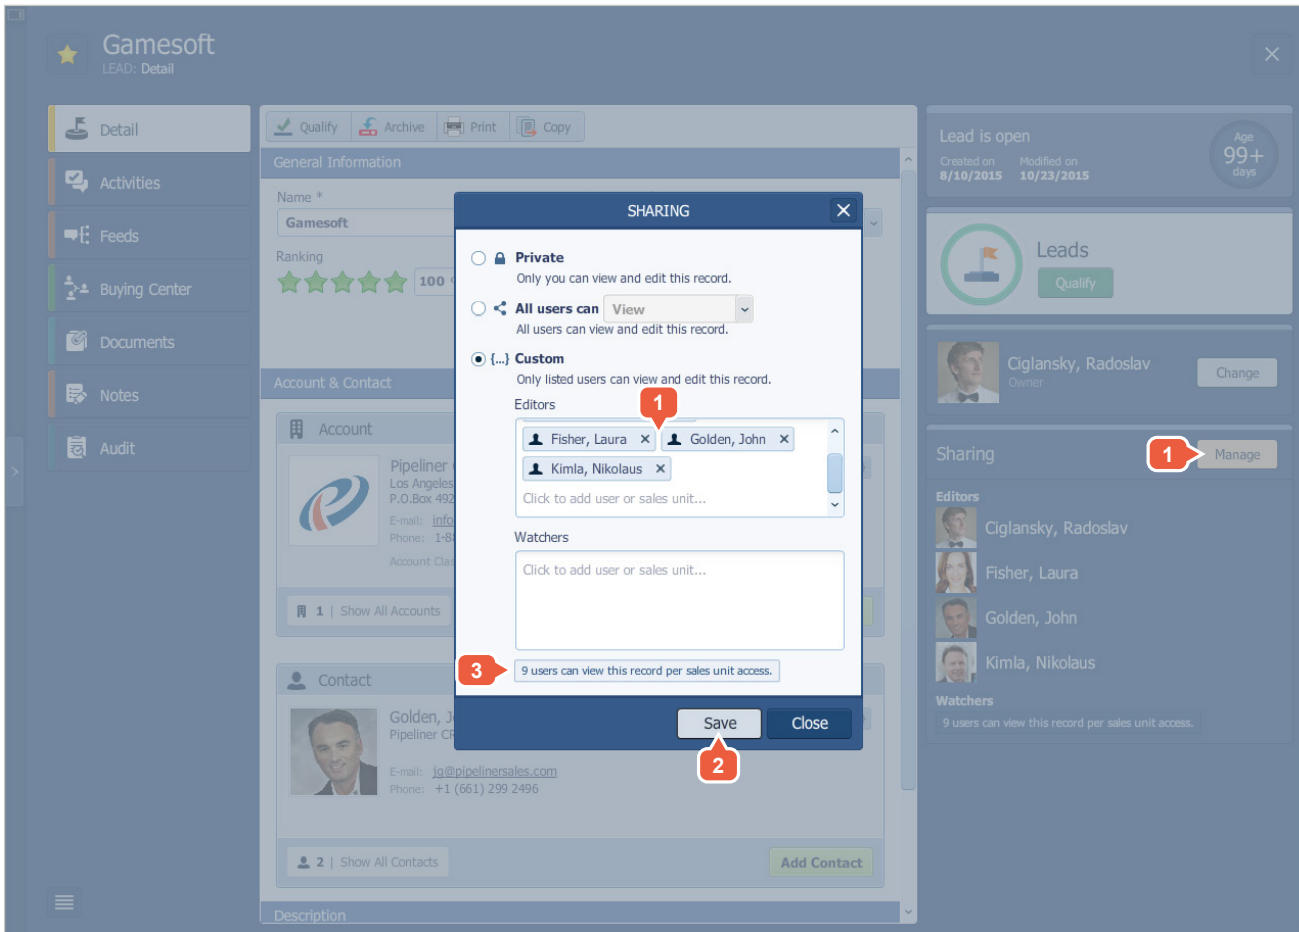 Gamesoft
LEAD: Detail
Detail
Activities
Feeds
Buying Center
Documents
Notes
Audit
Qualify
Archive
Print
Copy
General Information
Name *
Gamesoft
Ranking
100
Account & Contact
Account
Pipeliner
Los Angeles
P.O.Box 492
E-mail: info
Phone: 1-8
Account Clas
1 | Show All Accounts
Contact
Golden, J
Pipeliner CR
E-mail: jg@pipelinersales.com
Phone: +1 (661) 299 2496
2 | Show All Contacts
Add Contact
Description
SHARING
Private
Only you can view and edit this record.
All users can View
All users can view and edit this record.
{...} Custom
Only listed users can view and edit this record.
Editors
1
Fisher, Laura
Golden, John
Kimla, Nikolaus
Click to add user or sales unit...
Watchers
Click to add user or sales unit...
3
9 users can view this record per sales unit access.
Save
Close
2
Lead is open
Created on
8/10/2015
Modified on
10/23/2015
Age
99+
days
Leads
Qualify
Ciglansky, Radoslav
Owner
Change
Sharing
1
Manage
Editors
Ciglansky, Radoslav
Fisher, Laura
Golden, John
Kimla, Nikolaus
Watchers
9 users can view this record per sales unit access.